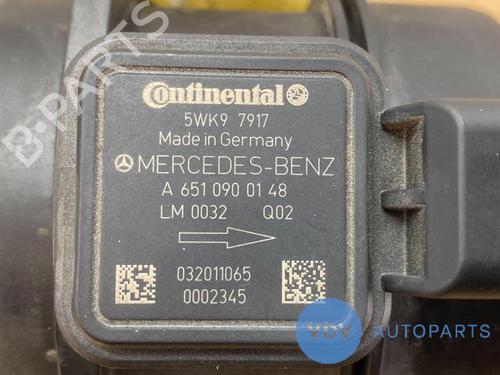 Continental
5WK9 7917
Made in Germany
MERCEDES-BENZ
A 651 090 01 48
LM 0032 Q02
032011065
0002345
B-PARTS
VDV AUTOPARTS